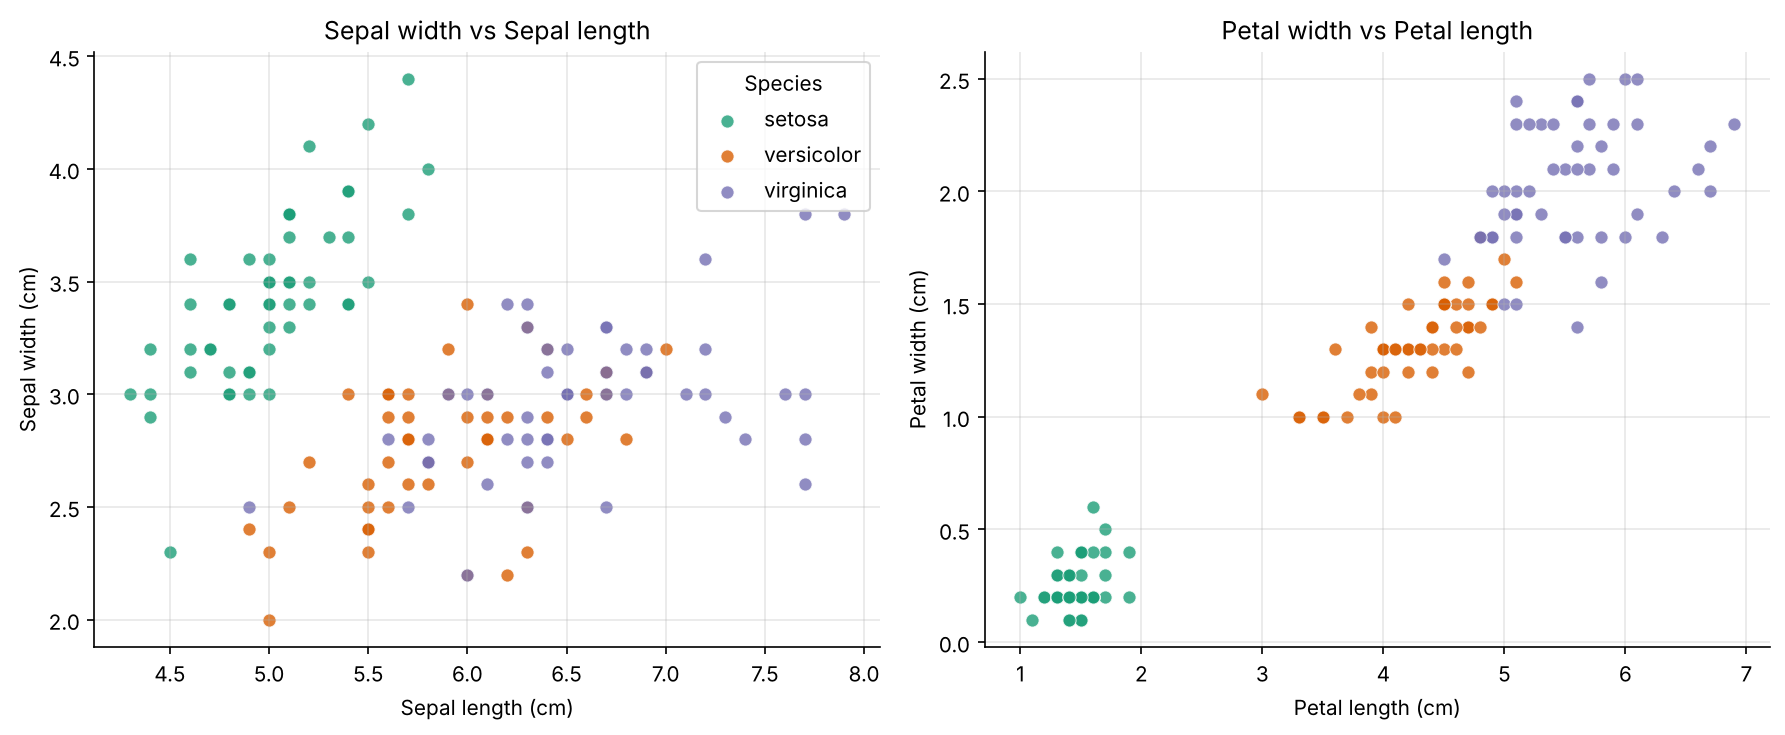 Sepal width vs Sepal length
Sepal width (cm)
4.5
4.0
3.5
3.0
2.5
2.0
Species
setosa
versicolor
virginica
4.5 5.0 5.5 6.0 6.5 7.0 7.5 8.0
Sepal length (cm)
Petal width vs Petal length
Petal width (cm)
2.5
2.0
1.5
1.0
0.5
0.0
1 2 3 4 5 6 7
Petal length (cm)